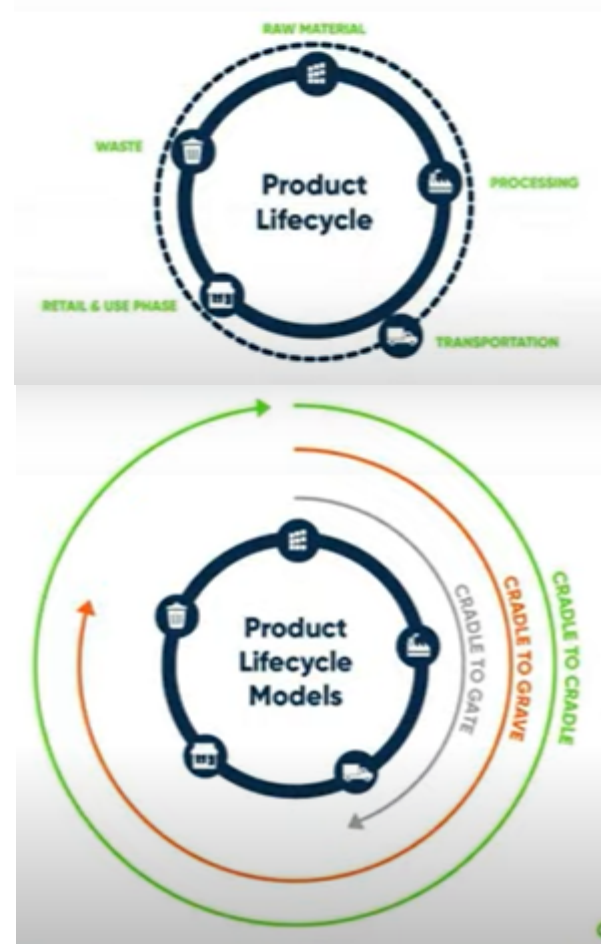 RAW MATERIAL
WASTE
Product
Lifecycle
PROCESSING
RETAIL & USE PHASE
TRANSPORTATION
Product
Lifecycle
Models
CRADLE TO GATE
CRADLE TO GRAVE
CRADLE TO CRADLE